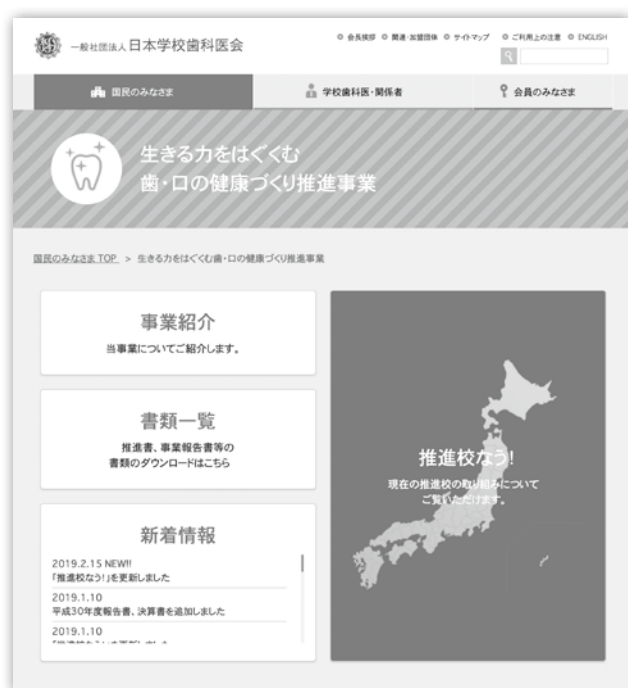 一般社団法人 日本学校歯科医会
会長挨拶 関連・加盟団体 サイトマップ ご利用上の注意 ENGLISH
国民のみなさま 学校歯科医・関係者 会員のみなさま
生きる力をはぐくむ
歯・口の健康づくり推進事業
国民のみなさま TOP > 生きる力をはぐくむ歯・口の健康づくり推進事業
事業紹介
当事業についてご紹介します。
書類一覧
推進書、事業報告書等の
書類のダウンロードはこちら
新着情報
2019.2.15 NEW!!
「推進校なう!」を更新しました
2019.1.10
平成30年度報告書、決算書を追加しました
2019.1.10
推進校なう!
現在の推進校の取り組みについて
ご覧いただけます。